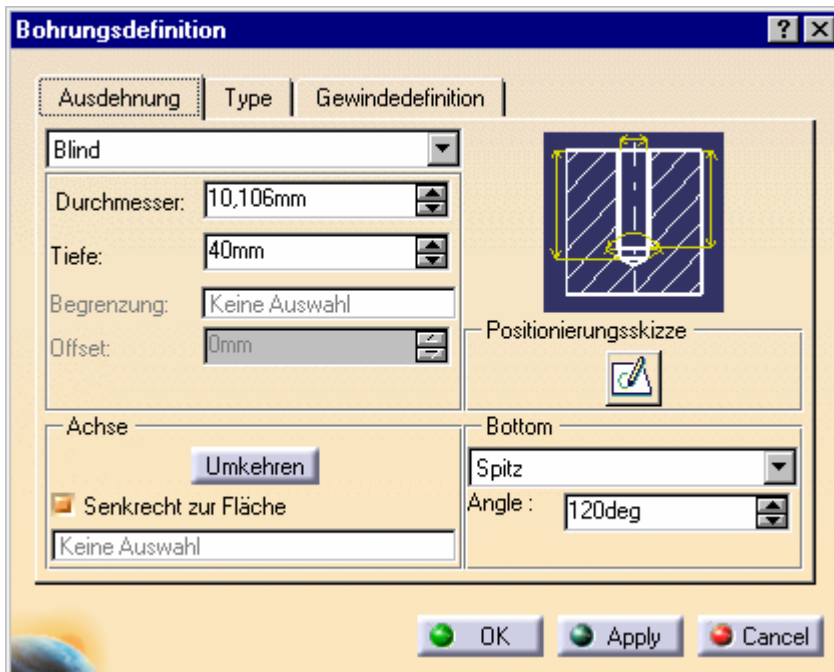 Bohrungsdefinition
Ausdehnung Type Gewindedefinition
Blind
Durchmesser: 10,106mm
Tiefe: 40mm
Begrenzung: Keine Auswahl
Offset: 0mm
Positionierungsskizze
Achse
Umkehren
Senkrecht zur Fläche
Keine Auswahl
Bottom
Spitz
Angle : 120deg
OK Apply Cancel